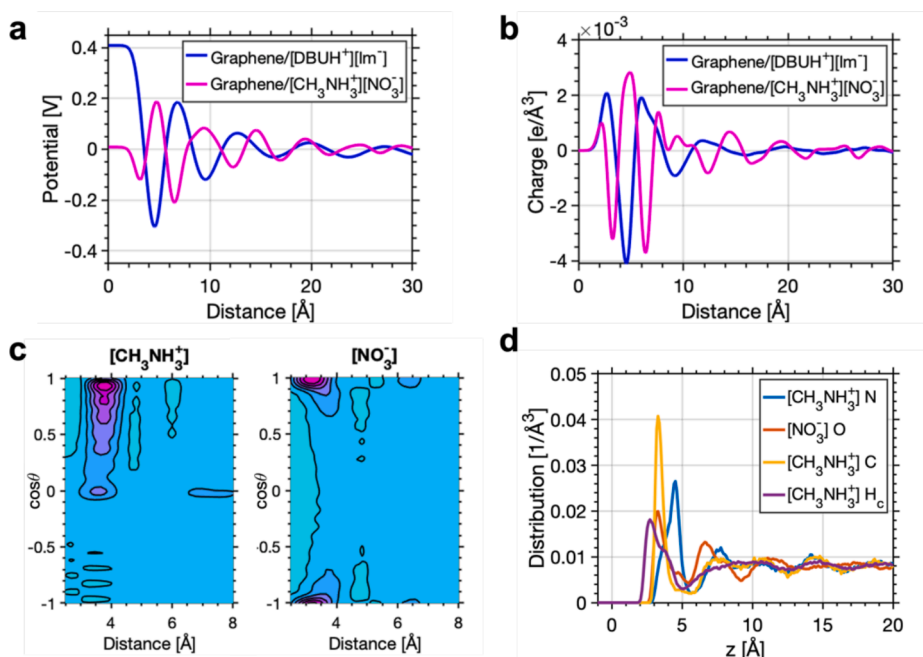 a
Potential [V]
0.4
0.2
0
-0.2
-0.4
Graphene/[DBUH⁺][Im⁻]
Graphene/[CH₃NH₃⁺][NO₃⁻]
0 10 20 30
Distance [Å]
b
×10⁻³
Charge [e/Å³]
4
2
0
-2
-4
Graphene/[DBUH⁺][Im⁻]
Graphene/[CH₃NH₃⁺][NO₃⁻]
0 10 20 30
Distance [Å]
c
[CH₃NH₃⁺]
cosθ
1
0.5
0
-0.5
-1
4 6 8
Distance [Å]
[NO₃⁻]
cosθ
1
0.5
0
-0.5
-1
4 6 8
Distance [Å]
d
Distribution [1/Å³]
0.05
0.04
0.03
0.02
0.01
0
[CH₃NH₃⁺] N
[NO₃⁻] O
[CH₃NH₃⁺] C
[CH₃NH₃⁺] H_c
0 5 10 15 20
z [Å]